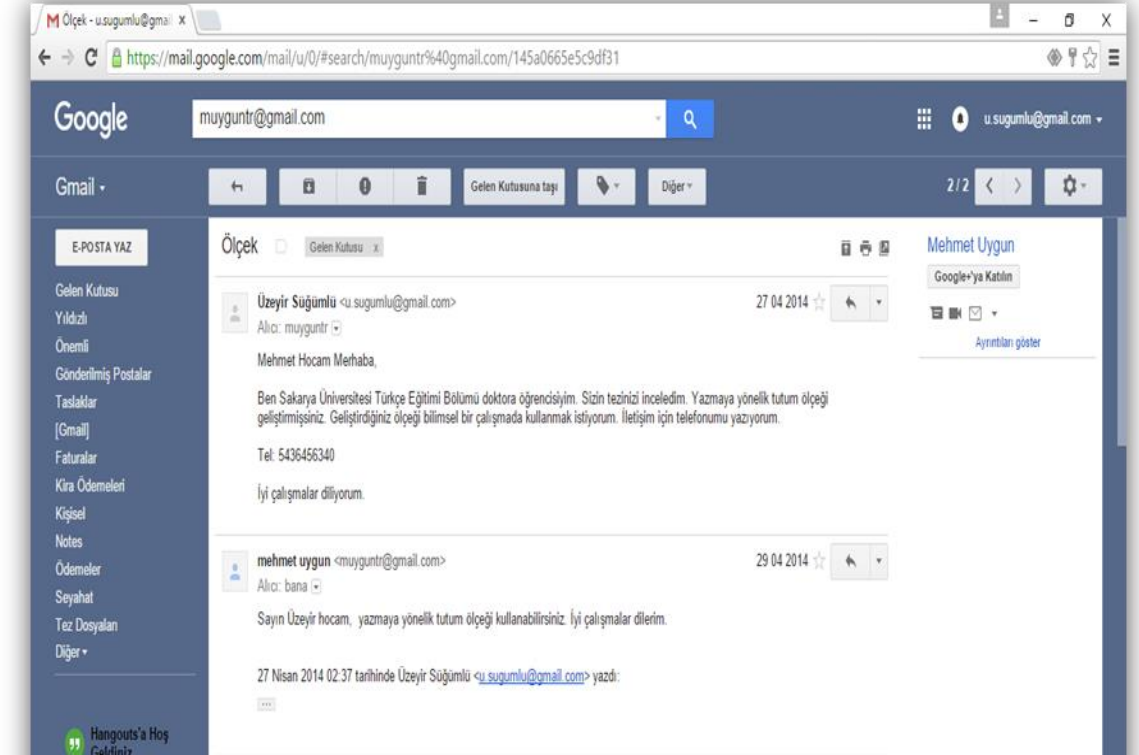 Ölçek - u.sugumlu@gmai x
https://mail.google.com/mail/u/0/#search/muyguntr%40gmail.com/145a0665e5c9df31
Google
muyguntr@gmail.com
u.sugumlu@gmail.com
Gmail
Gelen Kutusuna taşı
Diğer
2/2
E-POSTA YAZ
Gelen Kutusu
Yıldızlı
Önemli
Gönderilmiş Postalar
Taslaklar
[Gmail]
Faturalar
Kira Ödemeleri
Kişisel
Notes
Ödemeler
Seyahat
Tez Dosyaları
Diğer
Hangouts'a Hoş
Geldiniz
Ölçek
Gelen Kutusu x
Üzeyir Süğümlü <u.sugumlu@gmail.com>
27 04 2014
Alıcı: muyguntr
Mehmet Hocam Merhaba,
Ben Sakarya Üniversitesi Türkçe Eğitimi Bölümü doktora öğrencisiyim. Sizin tezinizi inceledim. Yazmaya yönelik tutum ölçeği
geliştirmişsiniz. Geliştirdiğiniz ölçeği bilimsel bir çalışmada kullanmak istiyorum. İletişim için telefonumu yazıyorum.
Tel: 5436456340
İyi çalışmalar diliyorum.
mehmet uygun <muyguntr@gmail.com>
29 04 2014
Alıcı: bana
Sayın Üzeyir hocam, yazmaya yönelik tutum ölçeği kullanabilirsiniz. İyi çalışmalar dilerim.
27 Nisan 2014 02:37 tarihinde Üzeyir Süğümlü <u.sugumlu@gmail.com> yazdı:
Mehmet Uygun
Google+'ya Katılın
Ayrıntıları göster